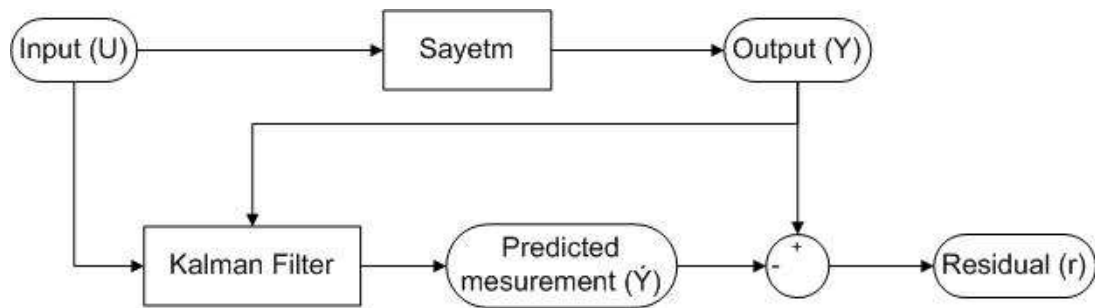 Input (U)
Sayetm
Output (Y)
Kalman Filter
Predicted
mesurement (Ý)
+
-
Residual (r)